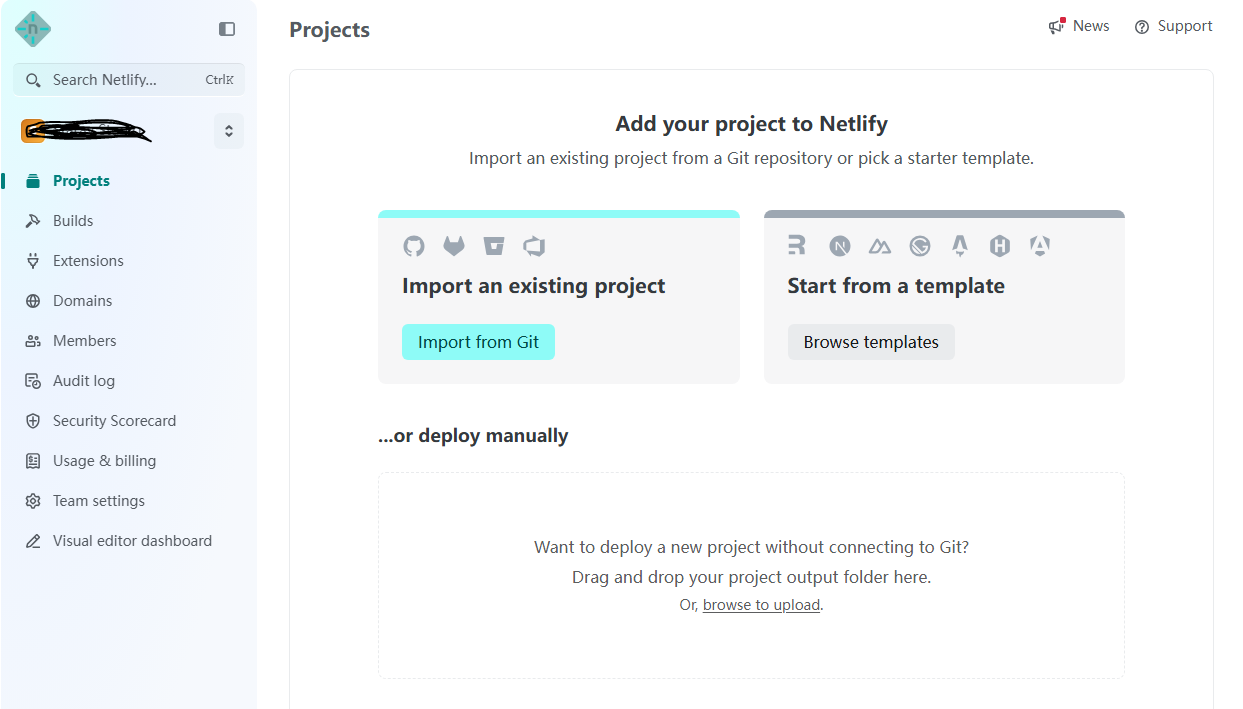 Search Netlify... CtrlK
Projects
Builds
Extensions
Domains
Members
Audit log
Security Scorecard
Usage & billing
Team settings
Visual editor dashboard
Projects
News
Support
Add your project to Netlify
Import an existing project from a Git repository or pick a starter template.
Import an existing project
Import from Git
Start from a template
Browse templates
...or deploy manually
Want to deploy a new project without connecting to Git?
Drag and drop your project output folder here.
Or, browse to upload.